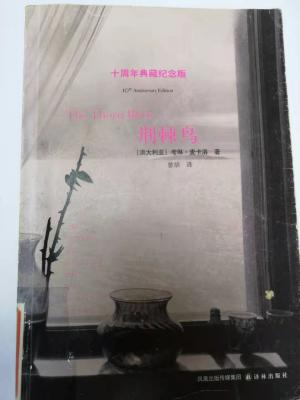 十周年典藏纪念版
10th Anniversary Edition
The Thorn Birds
荆棘鸟
〔澳大利亚〕考琳·麦卡洛 著
曾胡 译
凤凰出版传媒集团 译林出版社